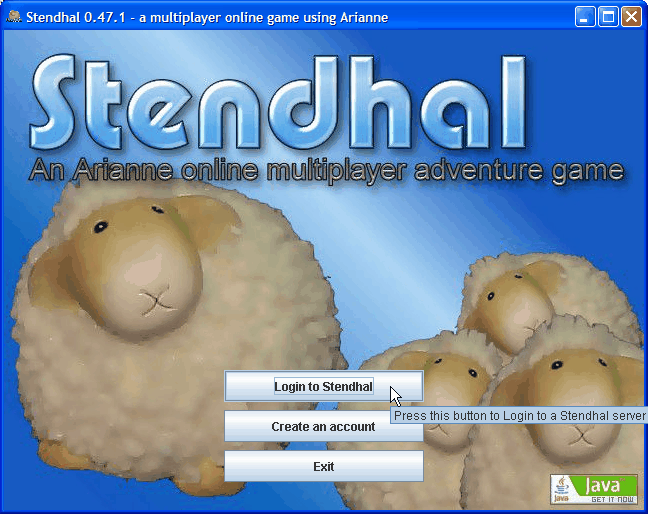 Stendhal 0.47.1 - a multiplayer online game using Arianne
Stendhal
An Arianne online multiplayer adventure game
Login to Stendhal
Press this button to Login to a Stendhal server
Create an account
Exit
Java
Java
GET IT NOW